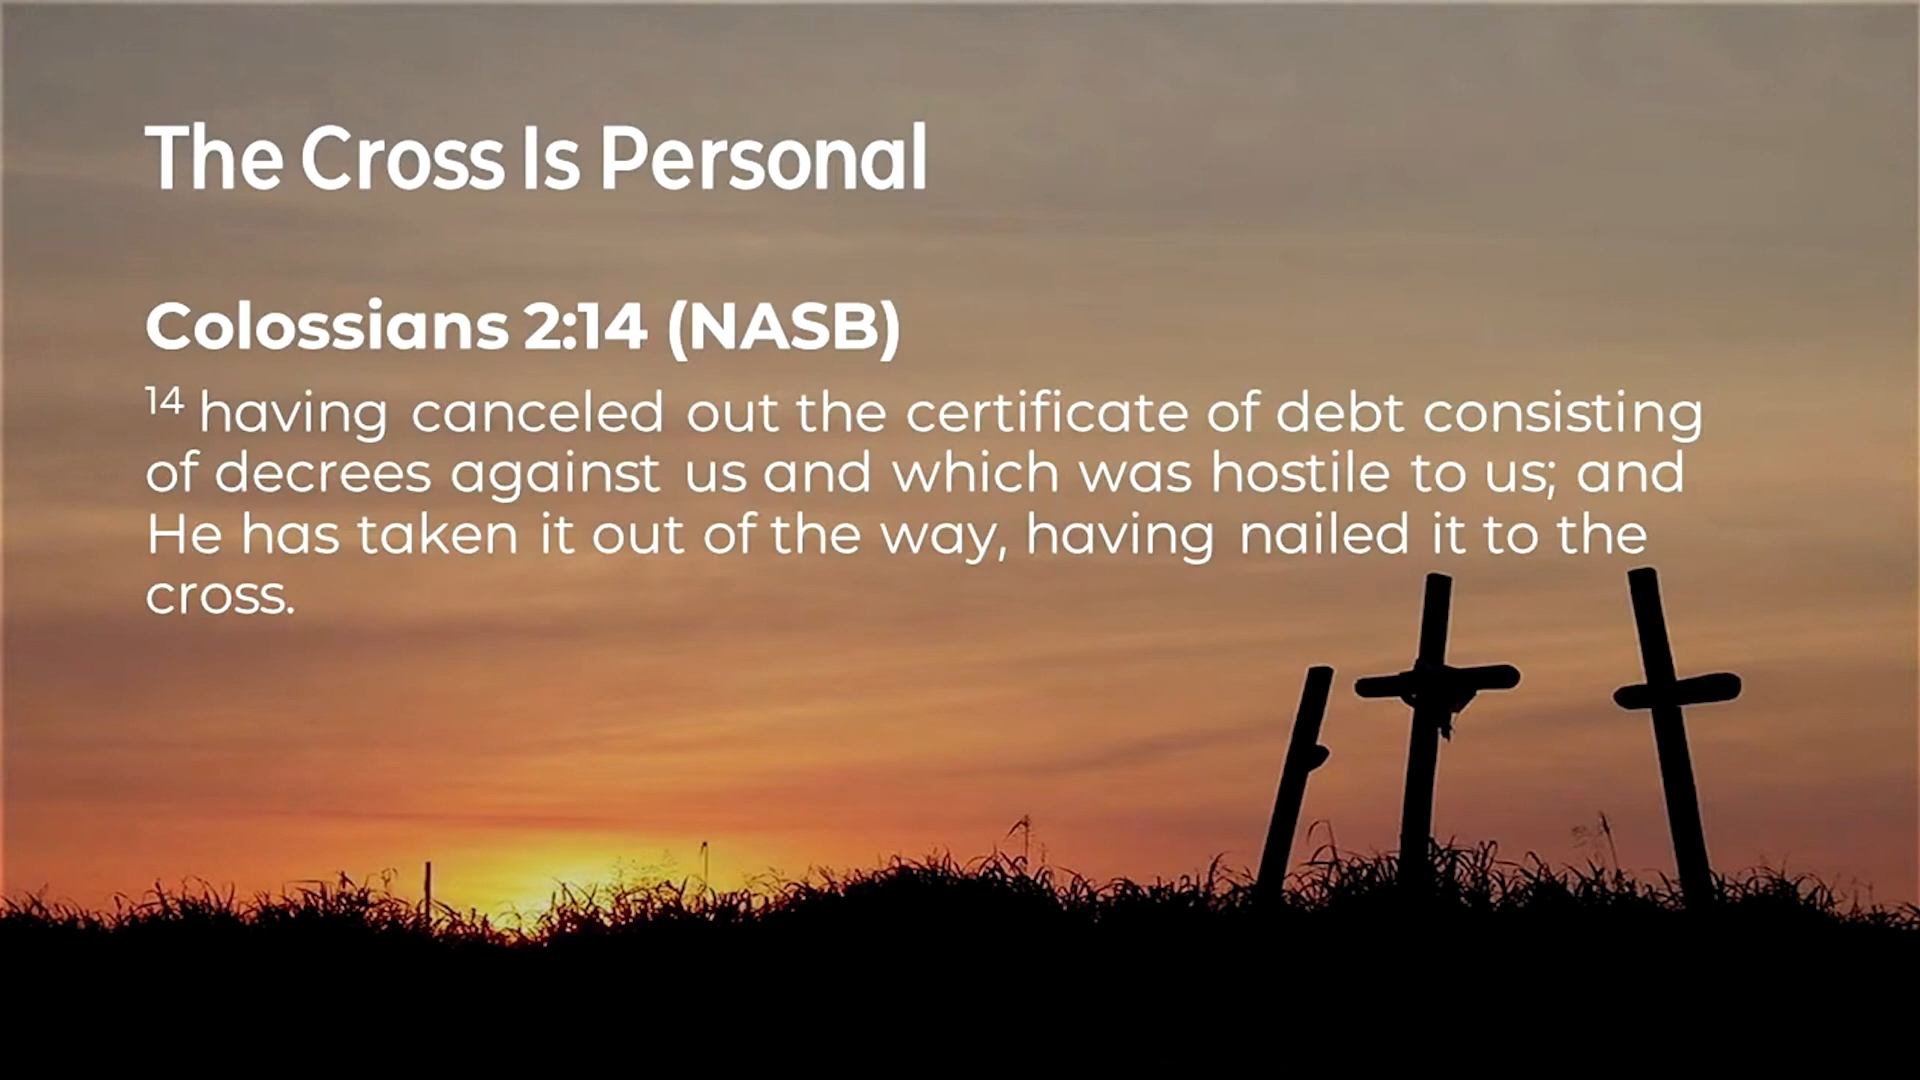 The Cross Is Personal
Colossians 2:14 (NASB)
14 having canceled out the certificate of debt consisting
of decrees against us and which was hostile to us; and
He has taken it out of the way, having nailed it to the
cross.